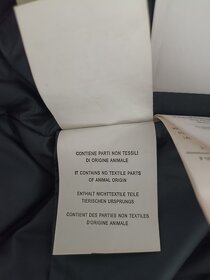 CONTIENE PARTI NON TESSILI
DI ORIGINE ANIMALE
IT CONTAINS NO TEXTILE PARTS
OF ANIMAL ORIGIN
ENTHÄLT NICHTTEXTILE TEILE
TIERISCHEN URSPRUNGS
CONTIENT DES PARTIES NON TEXTILES
D'ORIGINE ANIMALE